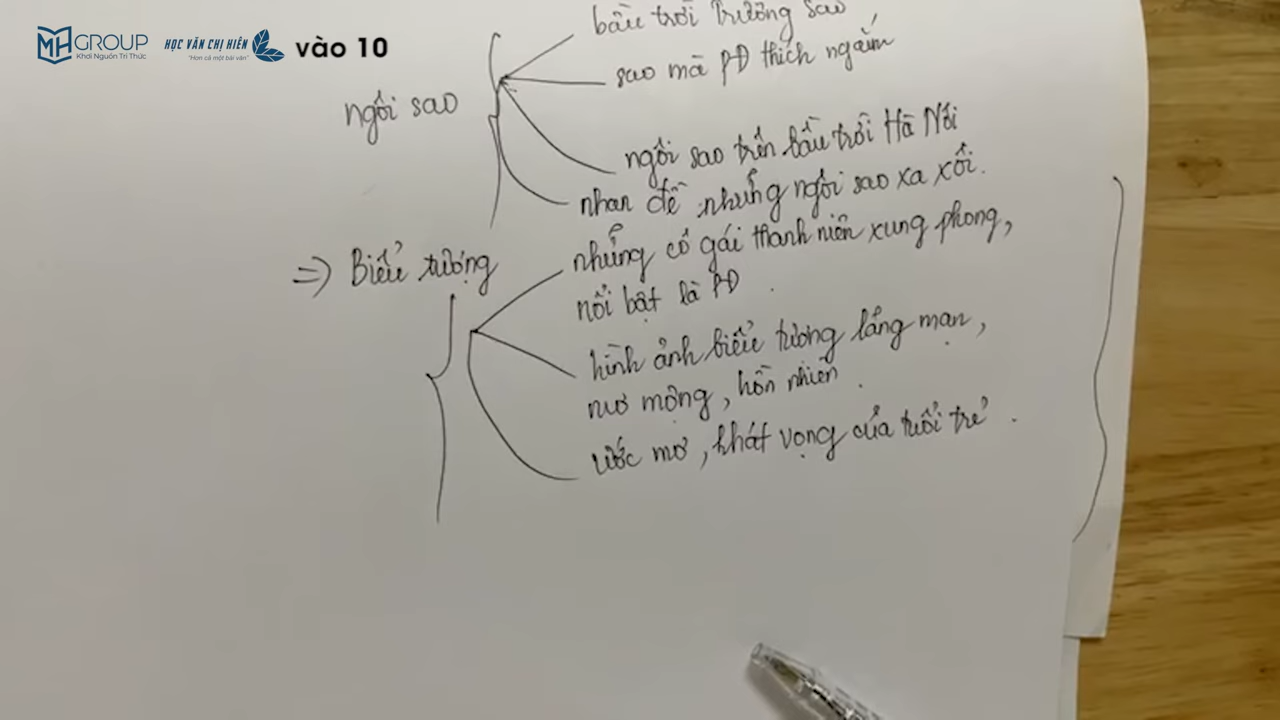 MH GROUP
Khơi Nguồn Tri Thức
HỌC VĂN CHỊ HIÊN
"Hơn cả một bài văn"
vào 10
bầu trời Trường Sao
sao mà PĐ thích ngắm
ngôi sao
ngôi sao trên bầu trời Hà Nội
nhan đề những ngôi sao xa xôi.
=> Biểu tượng
những cô gái thanh niên xung phong,
nổi bật là PĐ.
hình ảnh biểu tượng lãng mạn,
mơ mộng, hồn nhiên.
ước mơ, khát vọng của tuổi trẻ.